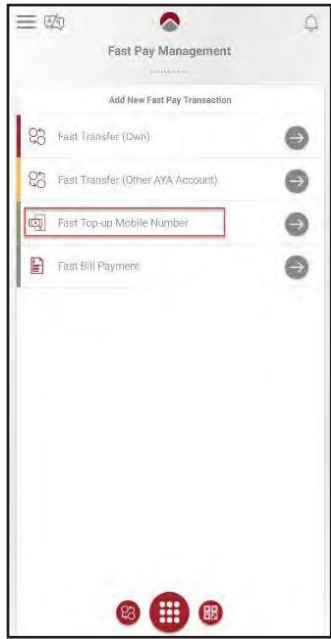 Fast Pay Management
Add New Fast Pay Transaction
Fast Transfer (Own)
Fast Transfer (Other AYA Account)
Fast Top-up Mobile Number
Fast Bill Payment